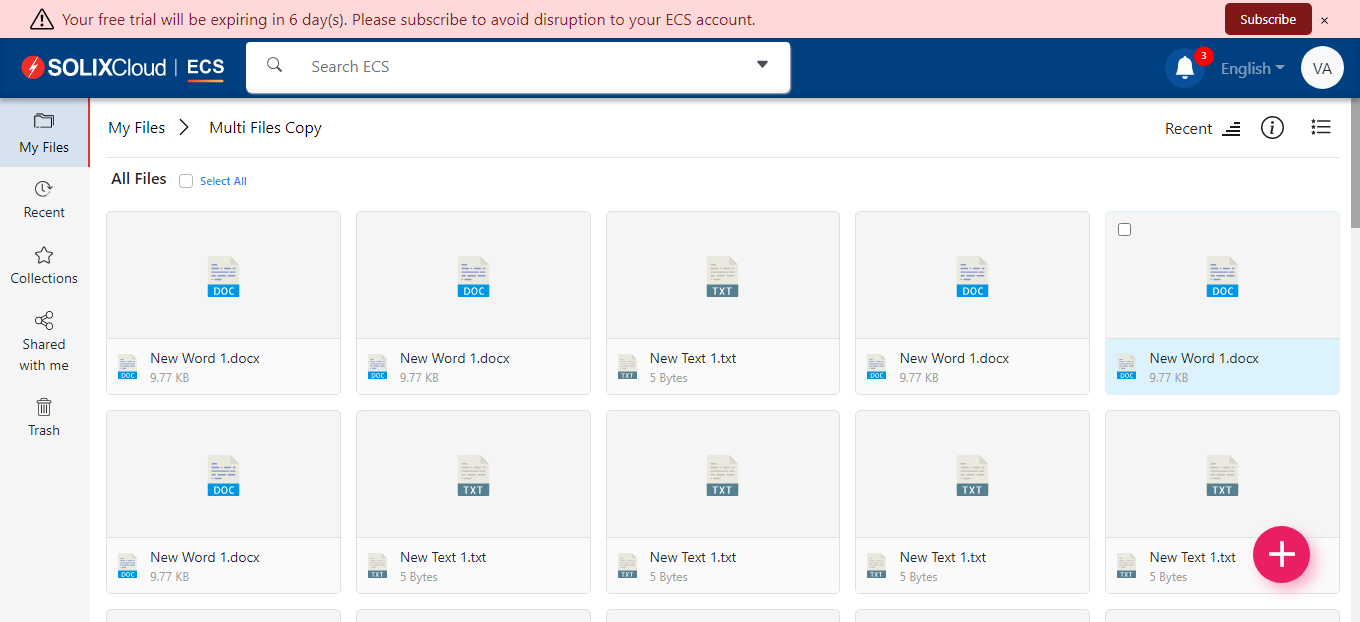 Your free trial will be expiring in 6 day(s). Please subscribe to avoid disruption to your ECS account.
Subscribe
×
SOLIXCloud | ECS
Search ECS
3
English
VA
My Files
Recent
Collections
Shared
with me
Trash
My Files > Multi Files Copy
Recent
All Files
Select All
DOC
DOC
TXT
DOC
DOC
DOC New Word 1.docx
9.77 KB
DOC New Word 1.docx
9.77 KB
TXT New Text 1.txt
5 Bytes
DOC New Word 1.docx
9.77 KB
DOC New Word 1.docx
9.77 KB
DOC
TXT
TXT
TXT
TXT
DOC New Word 1.docx
9.77 KB
TXT New Text 1.txt
5 Bytes
TXT New Text 1.txt
5 Bytes
TXT New Text 1.txt
5 Bytes
TXT New Text 1.txt
5 Bytes